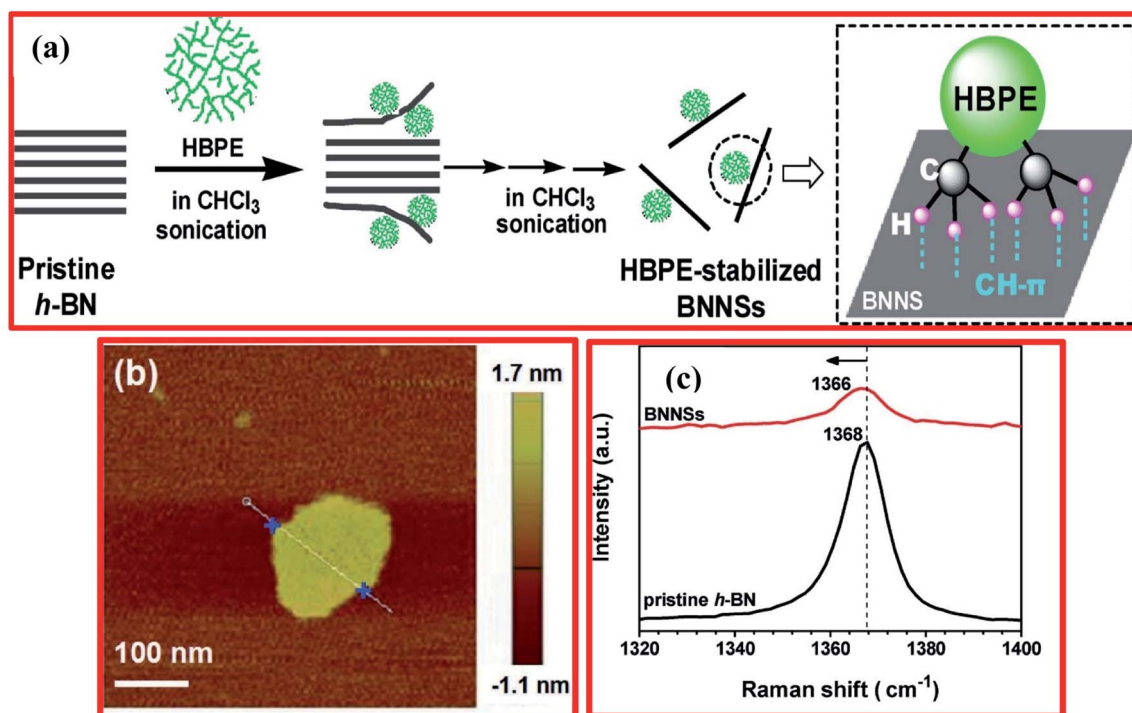 (a)
HBPE
in CHCl₃
sonication
Pristine
h-BN
in CHCl₃
sonication
HBPE-stabilized
BNNSs
HBPE
C
H
CH-π
BNNS
(b)
100 nm
1.7 nm
-1.1 nm
(c)
1366
BNNSs
1368
pristine h-BN
Intensity (a.u.)
1320 1340 1360 1380 1400
Raman shift ( cm⁻¹)